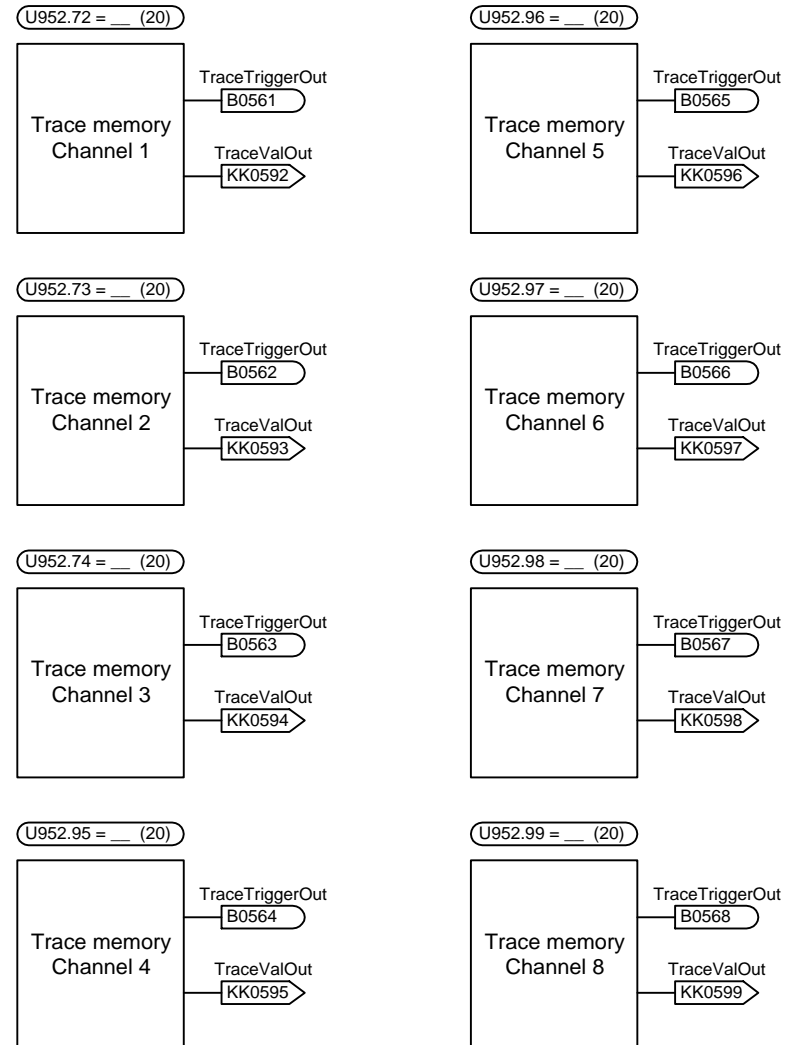 U952.72 = __ (20)
Trace memory
Channel 1
TraceTriggerOut
B0561
TraceValOut
KK0592
U952.73 = __ (20)
Trace memory
Channel 2
TraceTriggerOut
B0562
TraceValOut
KK0593
U952.74 = __ (20)
Trace memory
Channel 3
TraceTriggerOut
B0563
TraceValOut
KK0594
U952.95 = __ (20)
Trace memory
Channel 4
TraceTriggerOut
B0564
TraceValOut
KK0595
U952.96 = __ (20)
Trace memory
Channel 5
TraceTriggerOut
B0565
TraceValOut
KK0596
U952.97 = __ (20)
Trace memory
Channel 6
TraceTriggerOut
B0566
TraceValOut
KK0597
U952.98 = __ (20)
Trace memory
Channel 7
TraceTriggerOut
B0567
TraceValOut
KK0598
U952.99 = __ (20)
Trace memory
Channel 8
TraceTriggerOut
B0568
TraceValOut
KK0599